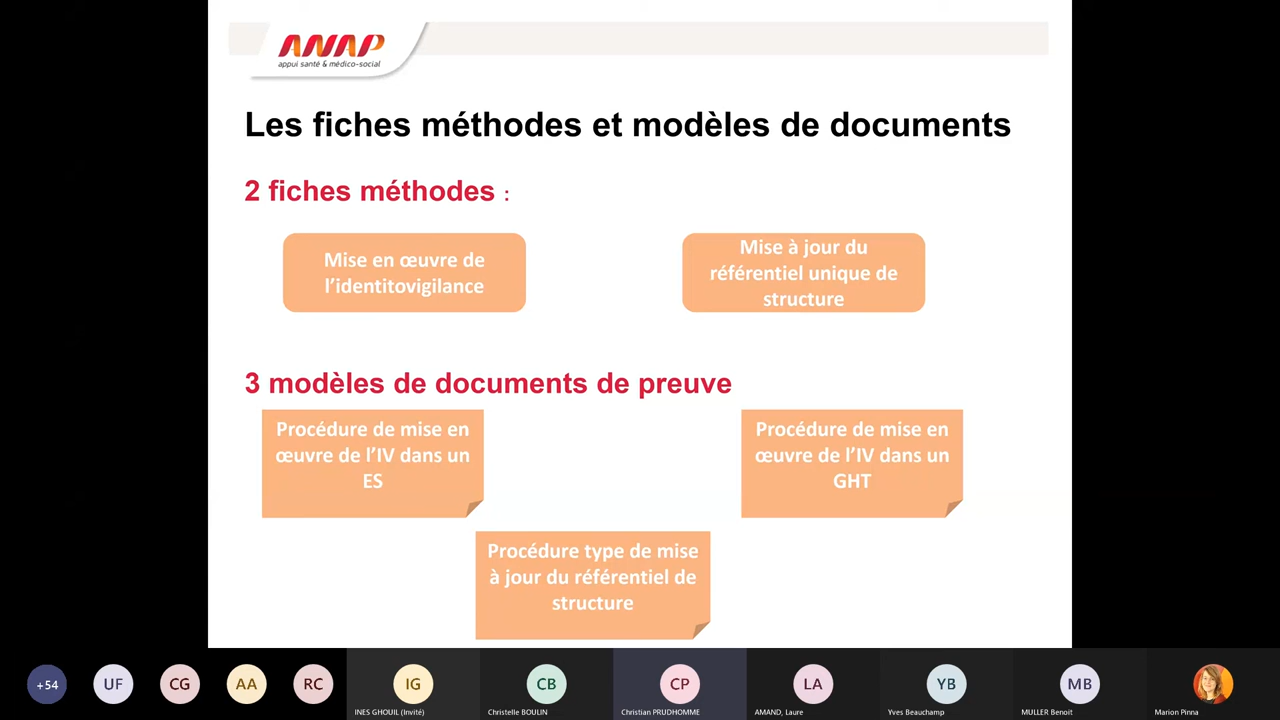 ANAP
appui santé & médico-social
Les fiches méthodes et modèles de documents
2 fiches méthodes :
Mise en œuvre de
l’identitovigilance
Mise à jour du
référentiel unique de
structure
3 modèles de documents de preuve
Procédure de mise en
œuvre de l’IV dans un
ES
Procédure de mise en
œuvre de l’IV dans un
GHT
Procédure type de mise
à jour du référentiel de
structure
+54
UF
CG
AA
RC
IG
INES GHOUIL (Invité)
CB
Christelle BOULIN
CP
Christian PRUDHOMME
LA
AMAND, Laure
YB
Yves Beauchamp
MB
MULLER Benoit
Marion Pinna